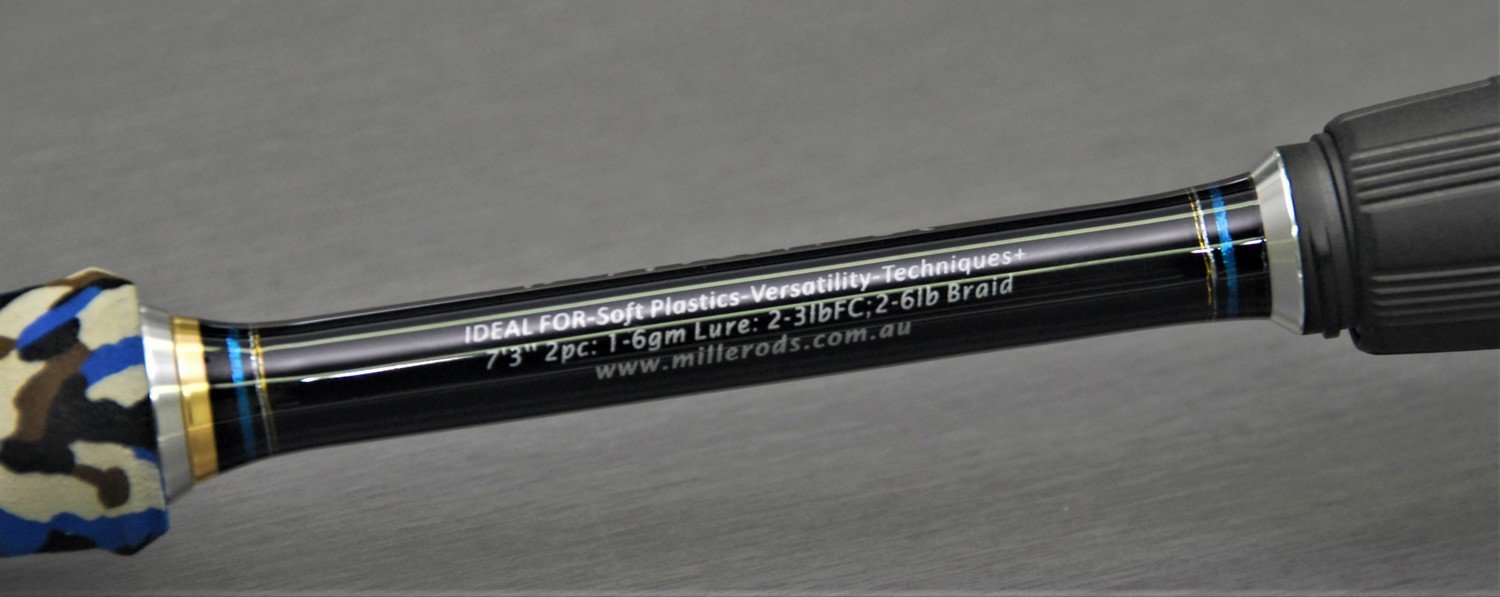 IDEAL FOR-Soft Plastics-Versatility-Techniques+
7'3" 2pc: 1-6gm Lure: 2-3lbFC;2-6lb Braid
www.millerods.com.au